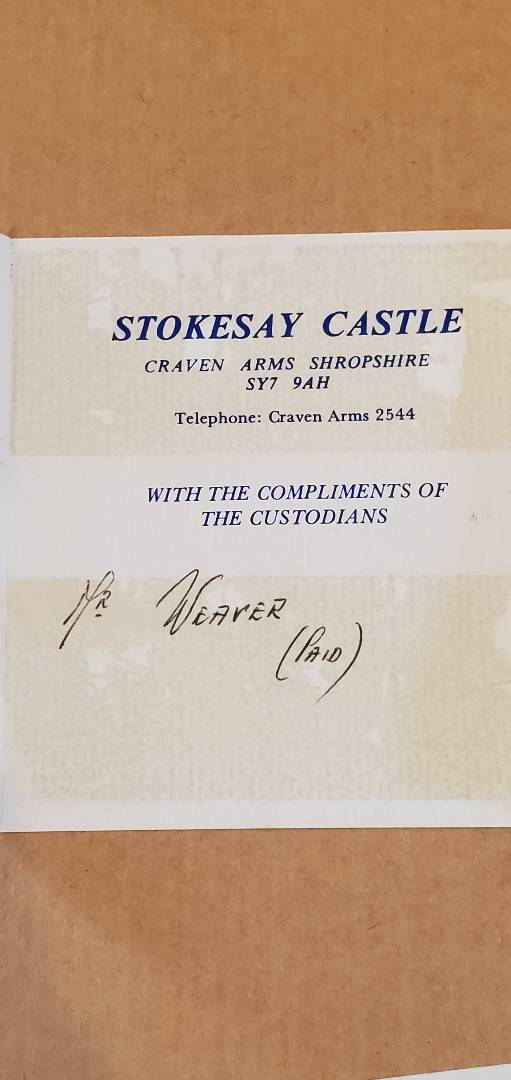 STOKESAY CASTLE
CRAVEN ARMS SHROPSHIRE
SY7 9AH
Telephone: Craven Arms 2544
WITH THE COMPLIMENTS OF
THE CUSTODIANS
MR WEAVER
(PAID)